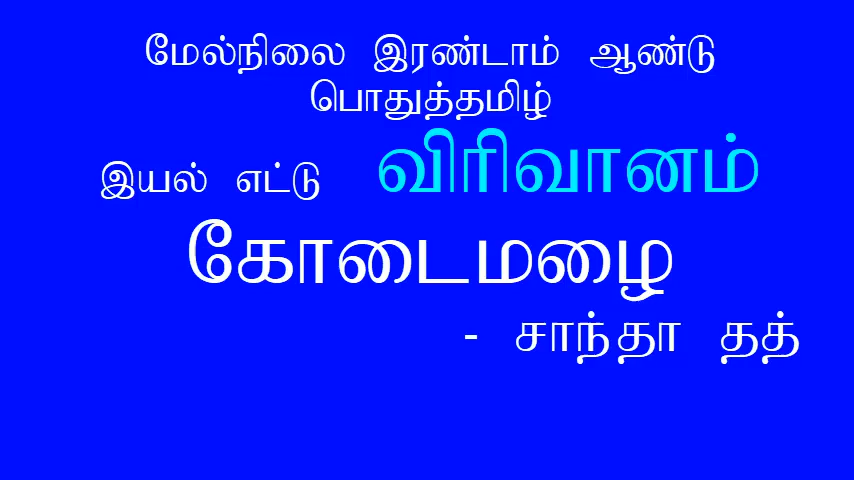 மேல்நிலை இரண்டாம் ஆண்டு
பொதுத்தமிழ்
இயல் எட்டு விரிவானம்
கோடைமழை
- சாந்தா தத்